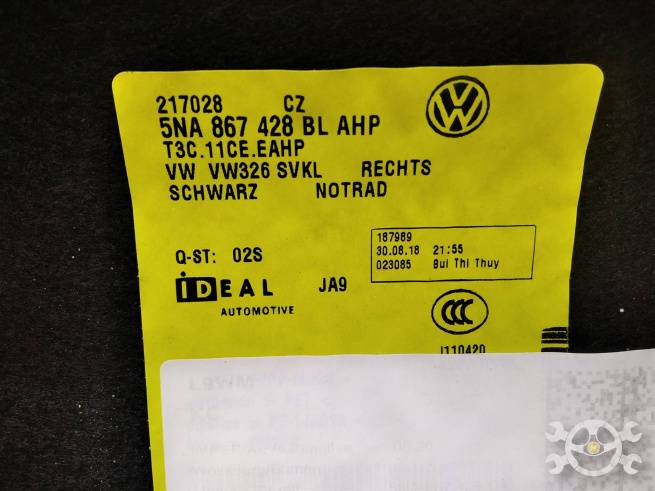 217028 CZ
5NA 867 428 BL AHP
T3C.11CE.EAHP
VW VW326 SVKL RECHTS
SCHWARZ NOTRAD
187989
Q-ST: 02S
30.08.18 21:55
023085 Bui Thi Thuy
iDEAL JA9
AUTOMOTIVE
CCC
J110420